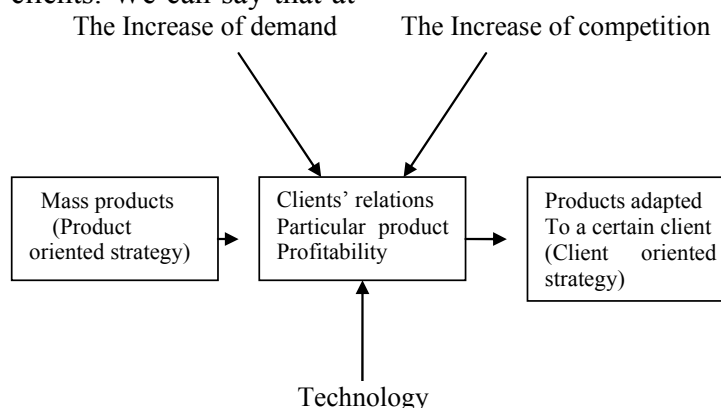 clients. We can say that at
The Increase of demand
The Increase of competition
Mass products
(Product
oriented strategy)
Clients’ relations
Particular product
Profitability
Products adapted
To a certain client
(Client oriented
strategy)
Technology